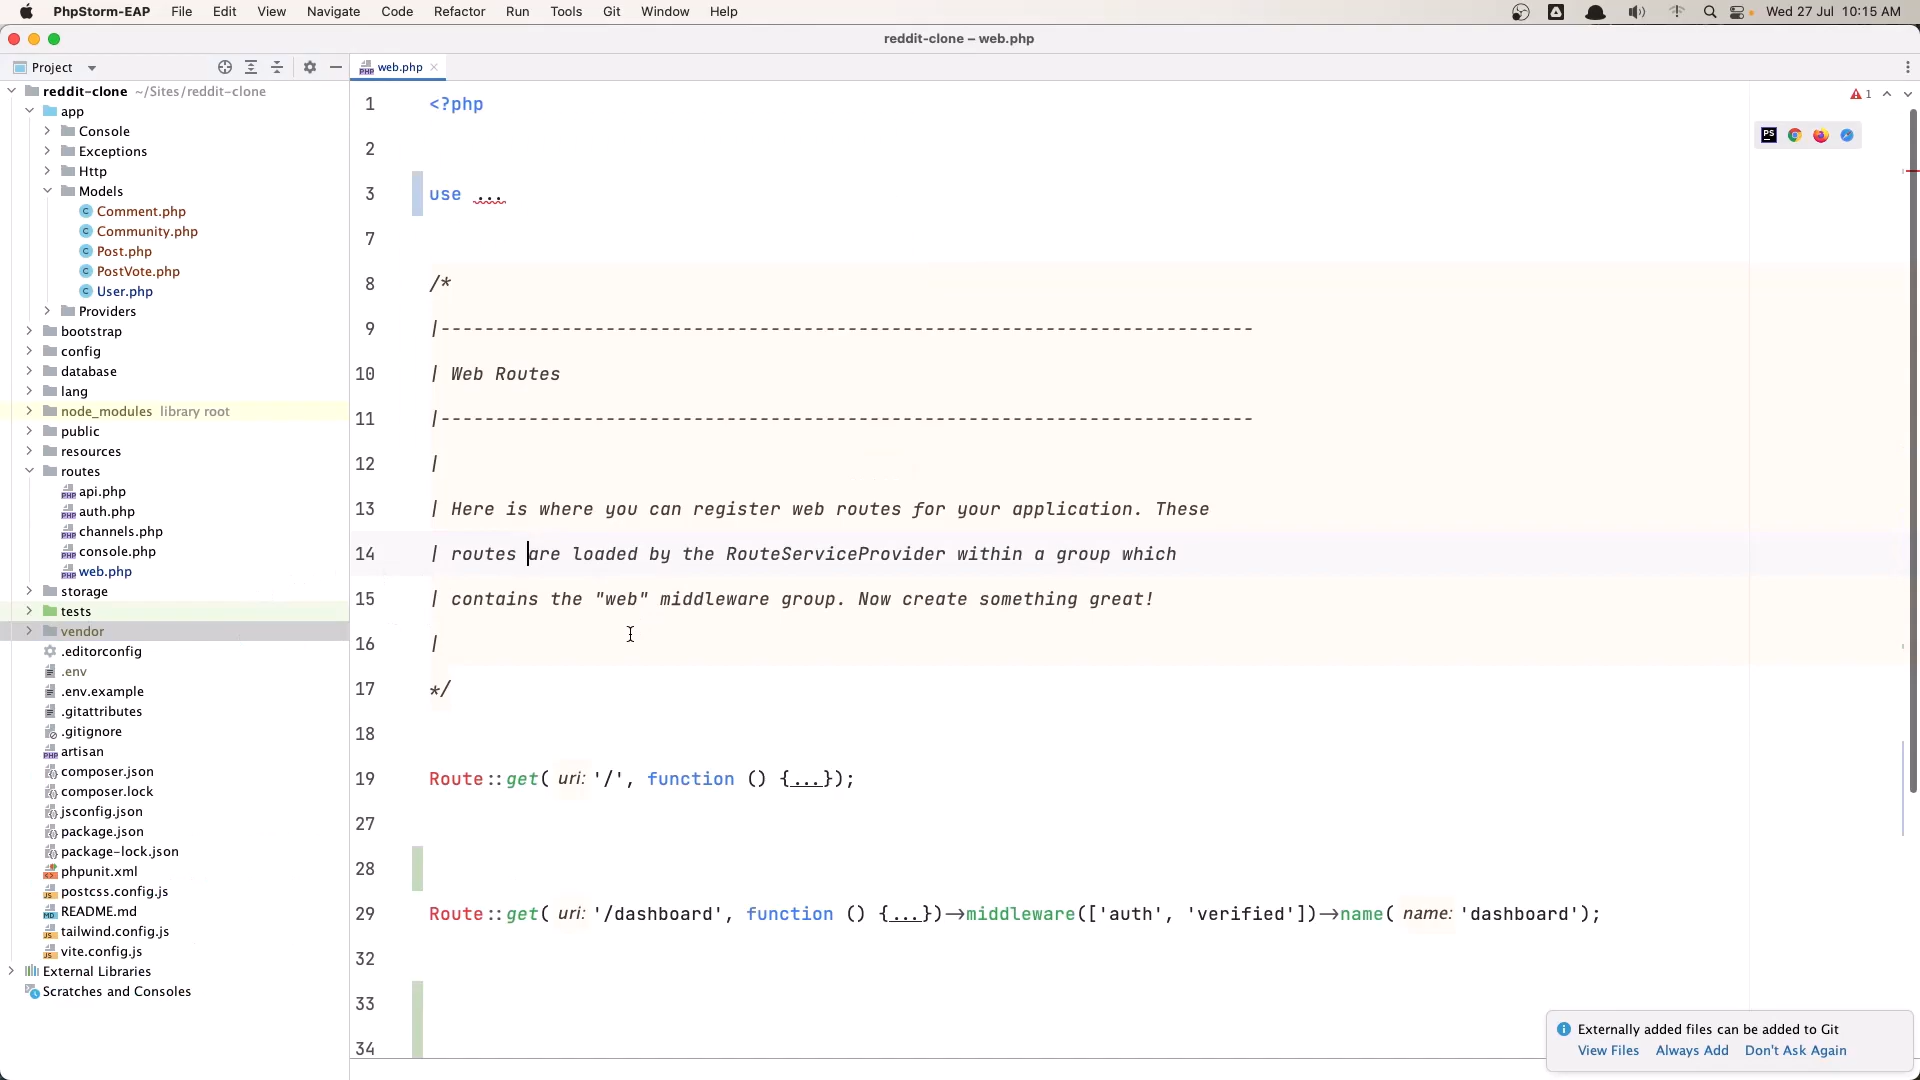 PhpStorm-EAP File Edit View Navigate Code Refactor Run Tools Git Window Help Wed 27 Jul 10:15 AM
reddit-clone – web.php
Project
web.php
reddit-clone ~/Sites/reddit-clone
app
Console
Exceptions
Http
Models
Comment.php
Community.php
Post.php
PostVote.php
User.php
Providers
bootstrap
config
database
lang
node_modules library root
public
resources
routes
api.php
auth.php
channels.php
console.php
web.php
storage
tests
vendor
.editorconfig
.env
.env.example
.gitattributes
.gitignore
artisan
composer.json
composer.lock
jsconfig.json
package.json
package-lock.json
phpunit.xml
postcss.config.js
README.md
tailwind.config.js
vite.config.js
External Libraries
Scratches and Consoles
1
1 <?php
2
3 use ...
7
8 /*
9 |--------------------------------------------------------------------------
10 | Web Routes
11 |--------------------------------------------------------------------------
12 |
13 | Here is where you can register web routes for your application. These
14 | routes are loaded by the RouteServiceProvider within a group which
15 | contains the "web" middleware group. Now create something great!
16 |
17 */
18
19 Route::get( uri: '/', function () {...});
27
28
29 Route::get( uri: '/dashboard', function () {...})->middleware(['auth', 'verified'])->name( name: 'dashboard');
32
33
34
Externally added files can be added to Git
View Files Always Add Don't Ask Again